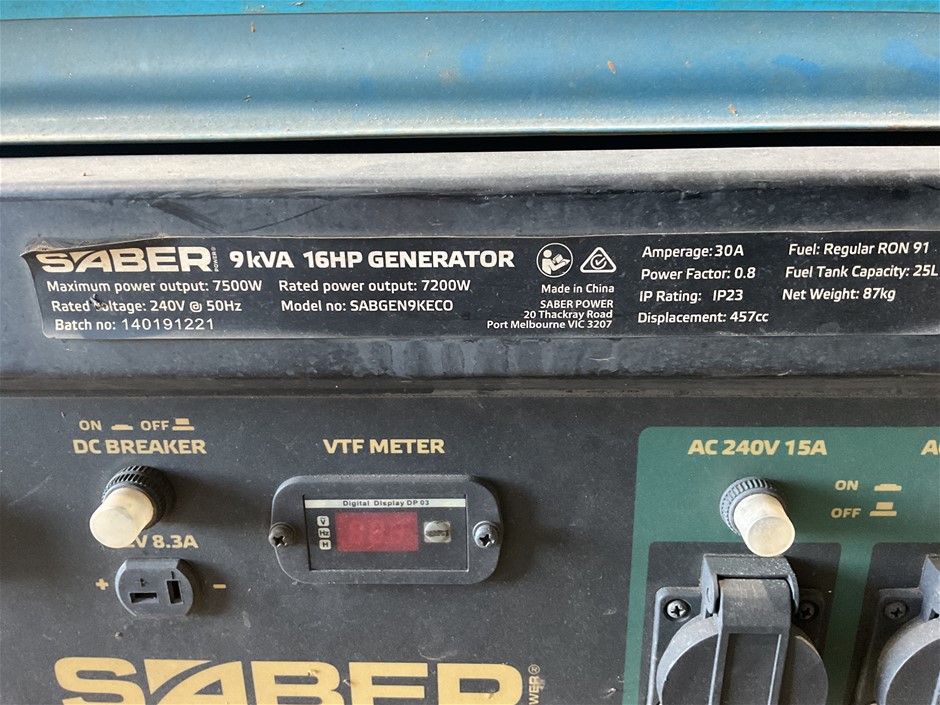 SABER POWER® 9kVA 16HP GENERATOR
Maximum power output: 7500W Rated power output: 7200W
Rated voltage: 240V @ 50Hz Model no: SABGEN9KECO
Batch no: 140191221
Made in China
SABER POWER
20 Thackray Road
Port Melbourne VIC 3207
Amperage: 30A
Power Factor: 0.8
IP Rating: IP23
Displacement: 457cc
Fuel: Regular RON 91
Fuel Tank Capacity: 25L
Net Weight: 87kg
ON OFF
DC BREAKER
8.3A
+ −
VTF METER
Digital Display DP 03
V
Hz
H
AC 240V 15A
ON
OFF
SABER POWER®